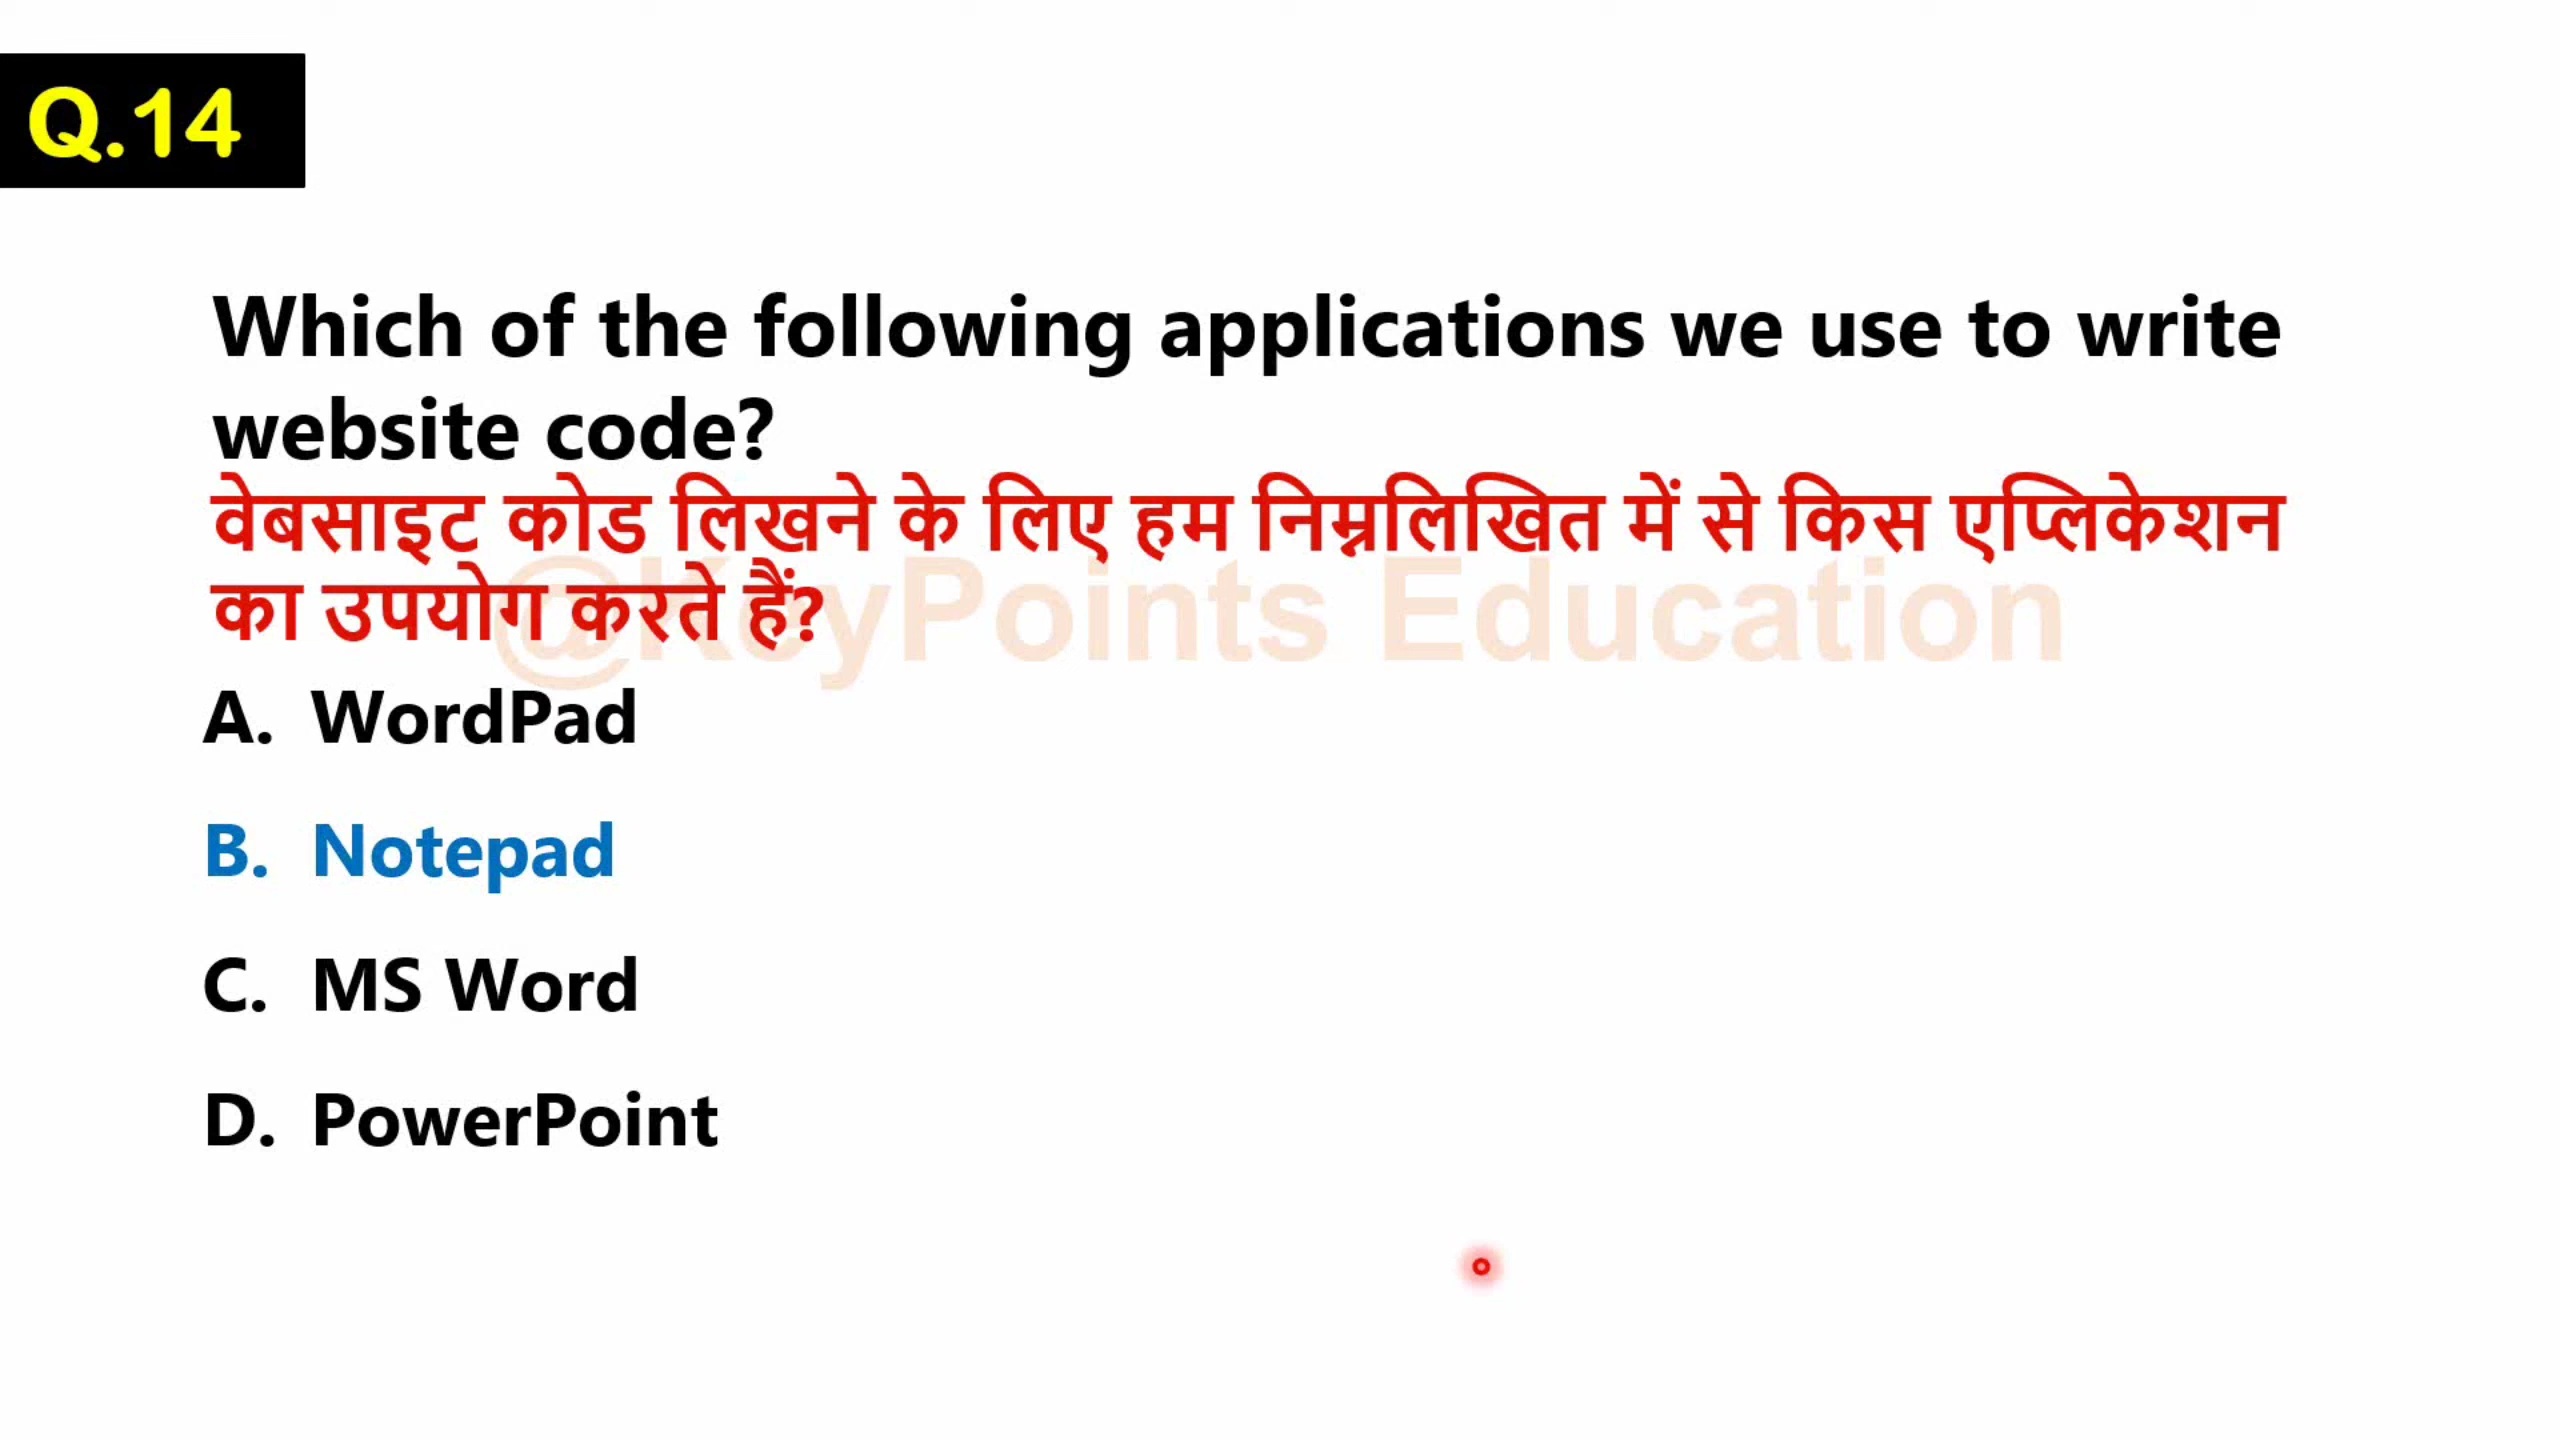 Q.14
Which of the following applications we use to write
website code?
वेबसाइट कोड लिखने के लिए हम निम्नलिखित में से किस एप्लिकेशन
का उपयोग करते हैं?
@KeyPoints Education
A. WordPad
B. Notepad
C. MS Word
D. PowerPoint